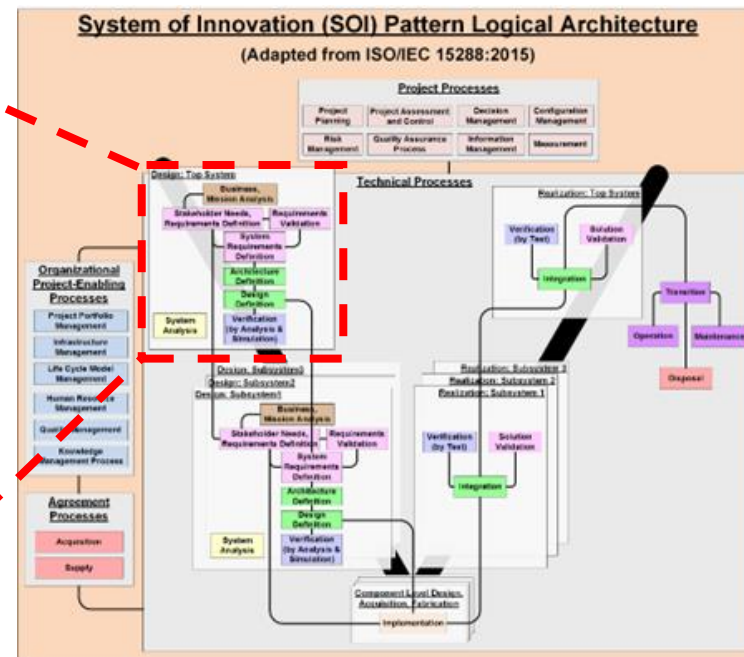 System of Innovation (SOI) Pattern Logical Architecture
(Adapted from ISO/IEC 15288:2015)
Project Processes
Project
Planning
Project Assessment
and Control
Decision
Management
Configuration
Management
Risk
Management
Quality Assurance
Process
Information
Management
Measurement
Technical Processes
Design: Top System
Business,
Mission Analysis
Stakeholder Needs,
Requirements Definition
Requirements
Validation
System
Requirements
Definition
Architecture
Definition
Design
Definition
System
Analysis
Verification
(by Analysis &
Simulation)
Realization: Top System
Verification
(by Test)
Solution
Validation
Integration
Transition
Operation
Maintenance
Disposal
Organizational
Project-Enabling
Processes
Project Portfolio
Management
Infrastructure
Management
Life Cycle Model
Management
Human Resource
Management
Quality Management
Knowledge
Management Process
Agreement
Processes
Acquisition
Supply
Design: Subsystem3
Design: Subsystem2
Design: Subsystem1
Business,
Mission Analysis
Stakeholder Needs,
Requirements Definition
Requirements
Validation
System
Requirements
Definition
Architecture
Definition
Design
Definition
System
Analysis
Verification
(by Analysis &
Simulation)
Realization: Subsystem 3
Realization: Subsystem 2
Realization: Subsystem 1
Verification
(by Test)
Solution
Validation
Integration
Component Level Design,
Acquisition, Fabrication
Implementation